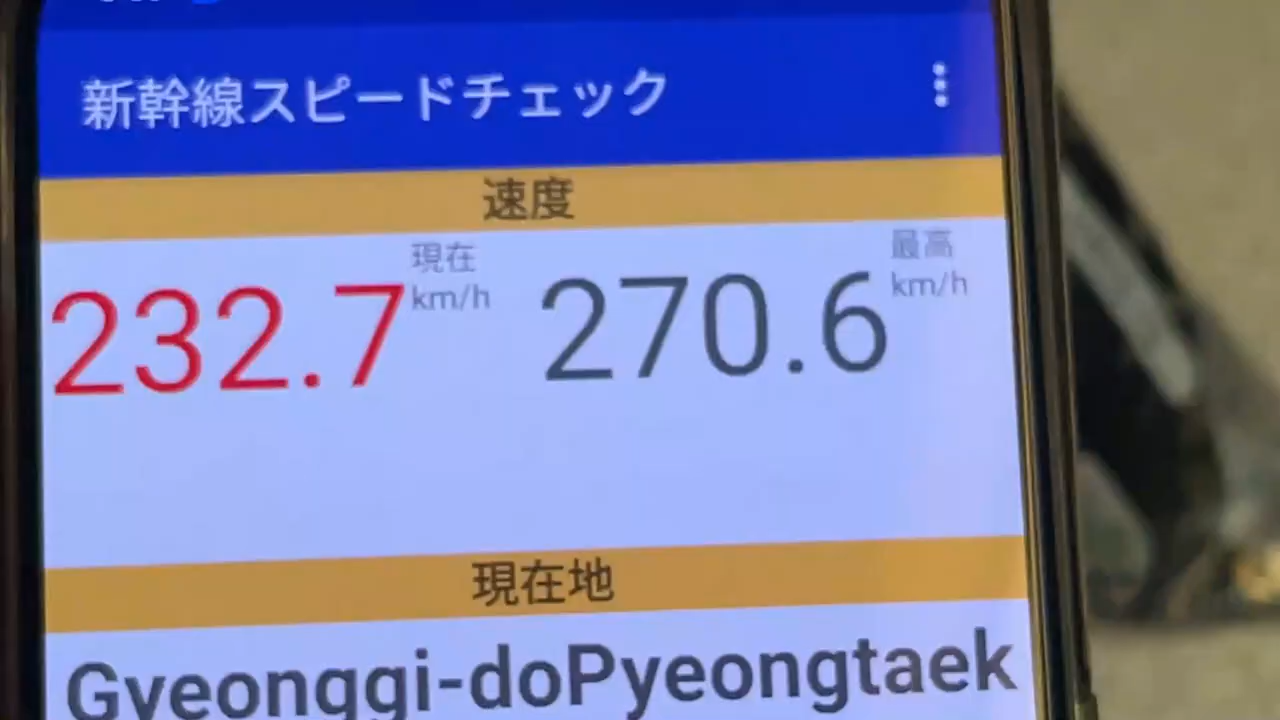 新幹線スピードチェック
速度
232.7 現在 km/h 270.6 最高 km/h
現在地
Gyeonggi-doPyeongtaek